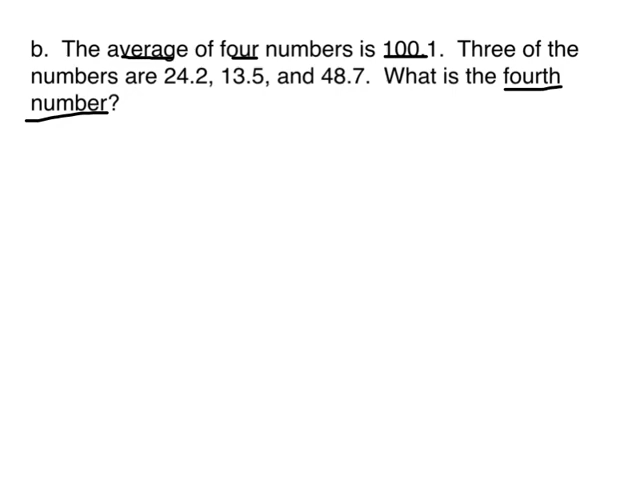 b.  The average of four numbers is 100.1.  Three of the
numbers are 24.2, 13.5, and 48.7.  What is the fourth
number?